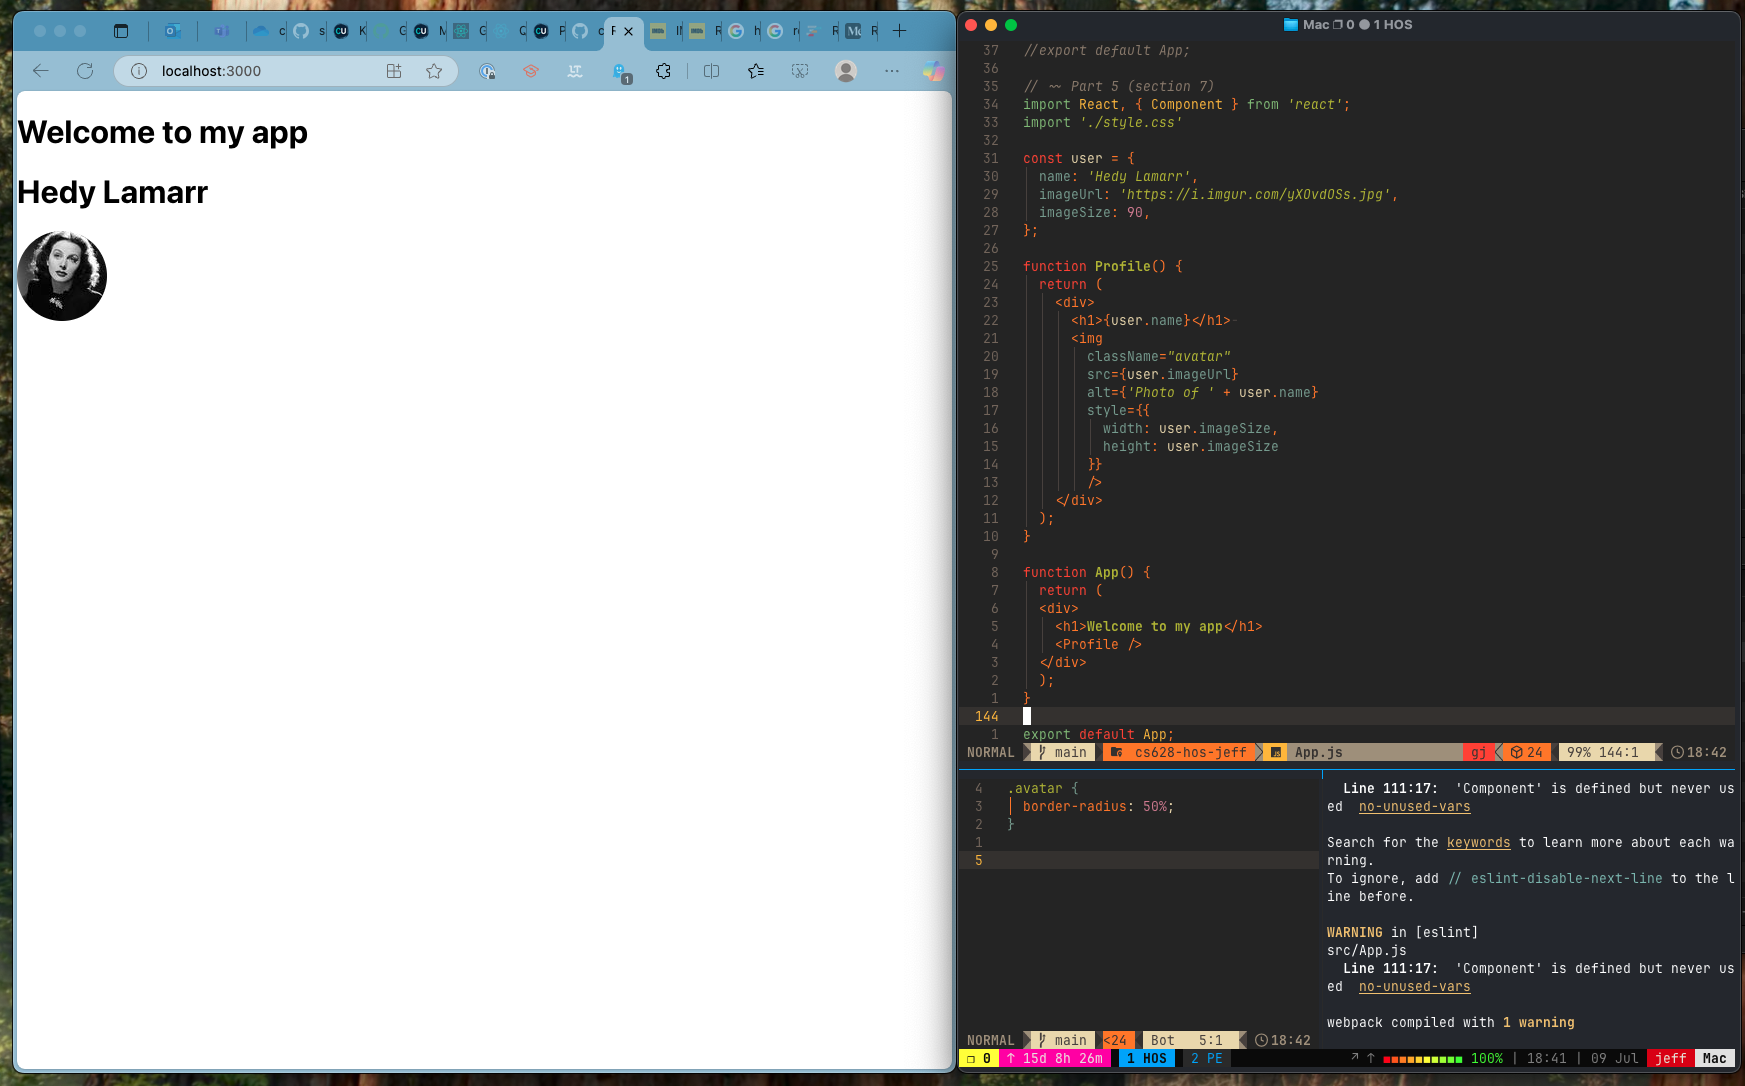 localhost:3000
1
Welcome to my app
Hedy Lamarr
Mac 0 1 HOS
37 //export default App;
36
35 // ~~ Part 5 (section 7)
34 import React, { Component } from 'react';
33 import './style.css'
32
31 const user = {
30 name: 'Hedy Lamarr',
29 imageUrl: 'https://i.imgur.com/yXOvdOSs.jpg',
28 imageSize: 90,
27 };
26
25 function Profile() {
24 return (
23 <div>
22 <h1>{user.name}</h1>-
21 <img
20 className="avatar"
19 src={user.imageUrl}
18 alt={'Photo of ' + user.name}
17 style={{
16 width: user.imageSize,
15 height: user.imageSize
14 }}
13 />
12 </div>
11 );
10 }
9
8 function App() {
7 return (
6 <div>
5 <h1>Welcome to my app</h1>
4 <Profile />
3 </div>
2 );
1 }
144
1 export default App;
NORMAL main cs628-hos-jeff JS App.js gj 24 99% 144:1 18:42
4 .avatar {
3 border-radius: 50%;
2 }
1
5
NORMAL main <24 Bot 5:1 18:42
Line 111:17: 'Component' is defined but never us
ed no-unused-vars
Search for the keywords to learn more about each wa
rning.
To ignore, add // eslint-disable-next-line to the l
ine before.
WARNING in [eslint]
src/App.js
Line 111:17: 'Component' is defined but never us
ed no-unused-vars
webpack compiled with 1 warning
0 ↑ 15d 8h 26m 1 HOS 2 PE ↗ ↑ 100% | 18:41 | 09 Jul jeff Mac